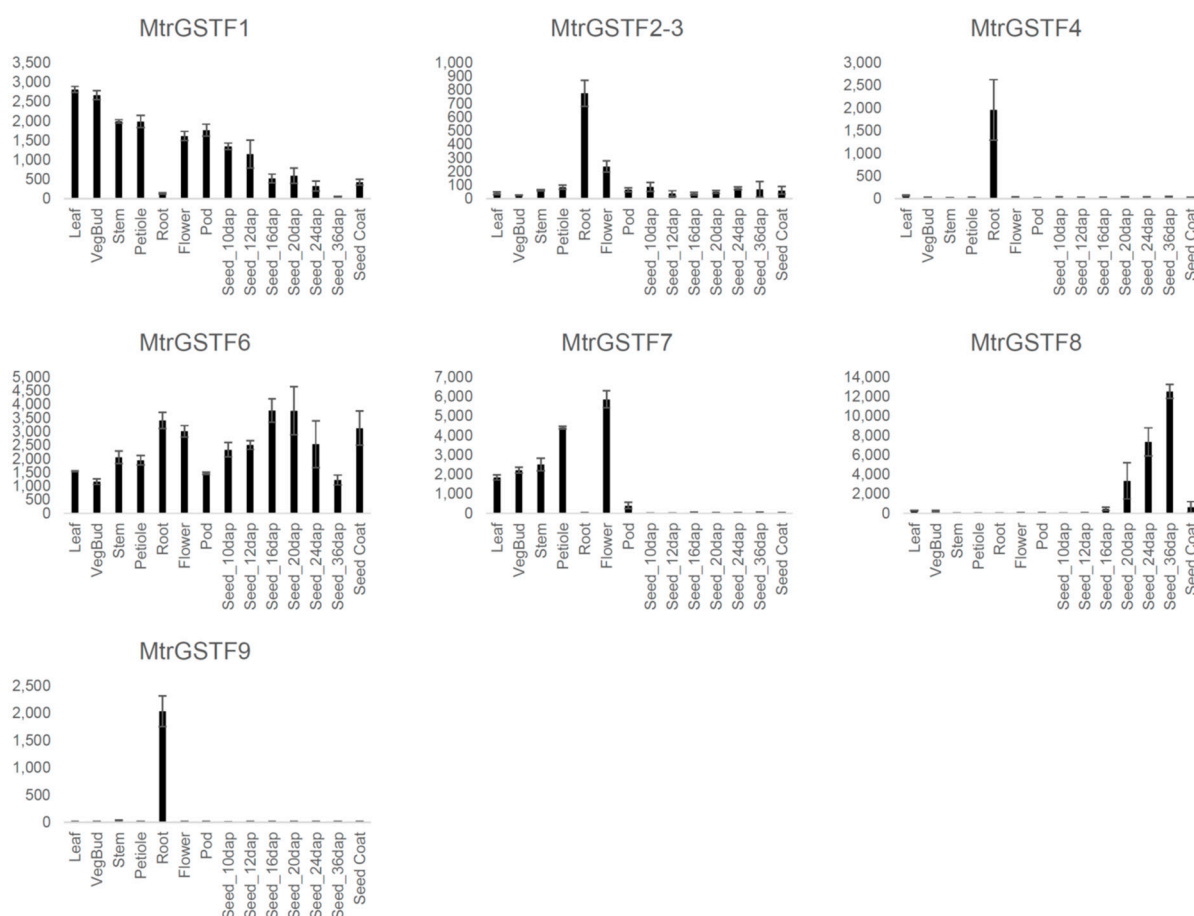 MtrGSTF1
3,500
3,000
2,500
2,000
1,500
1,000
500
0
Leaf
VegBud
Stem
Petiole
Root
Flower
Pod
Seed_10dap
Seed_12dap
Seed_16dap
Seed_20dap
Seed_24dap
Seed_36dap
Seed Coat
MtrGSTF2-3
1,000
900
800
700
600
500
400
300
200
100
0
Leaf
VegBud
Stem
Petiole
Root
Flower
Pod
Seed_10dap
Seed_12dap
Seed_16dap
Seed_20dap
Seed_24dap
Seed_36dap
Seed Coat
MtrGSTF4
3,000
2,500
2,000
1,500
1,000
500
0
Leaf
VegBud
Stem
Petiole
Root
Flower
Pod
Seed_10dap
Seed_12dap
Seed_16dap
Seed_20dap
Seed_24dap
Seed_36dap
Seed Coat
MtrGSTF6
5,000
4,500
4,000
3,500
3,000
2,500
2,000
1,500
1,000
500
0
Leaf
VegBud
Stem
Petiole
Root
Flower
Pod
Seed_10dap
Seed_12dap
Seed_16dap
Seed_20dap
Seed_24dap
Seed_36dap
Seed Coat
MtrGSTF7
7,000
6,000
5,000
4,000
3,000
2,000
1,000
0
Leaf
VegBud
Stem
Petiole
Root
Flower
Pod
Seed_10dap
Seed_12dap
Seed_16dap
Seed_20dap
Seed_24dap
Seed_36dap
Seed Coat
MtrGSTF8
14,000
12,000
10,000
8,000
6,000
4,000
2,000
0
Leaf
VegBud
Stem
Petiole
Root
Flower
Pod
Seed_10dap
Seed_12dap
Seed_16dap
Seed_20dap
Seed_24dap
Seed_36dap
Seed Coat
MtrGSTF9
2,500
2,000
1,500
1,000
500
0
Leaf
VegBud
Stem
Petiole
Root
Flower
Pod
Seed_10dap
Seed_12dap
Seed_16dap
Seed_20dap
Seed_24dap
Seed_36dap
Seed Coat